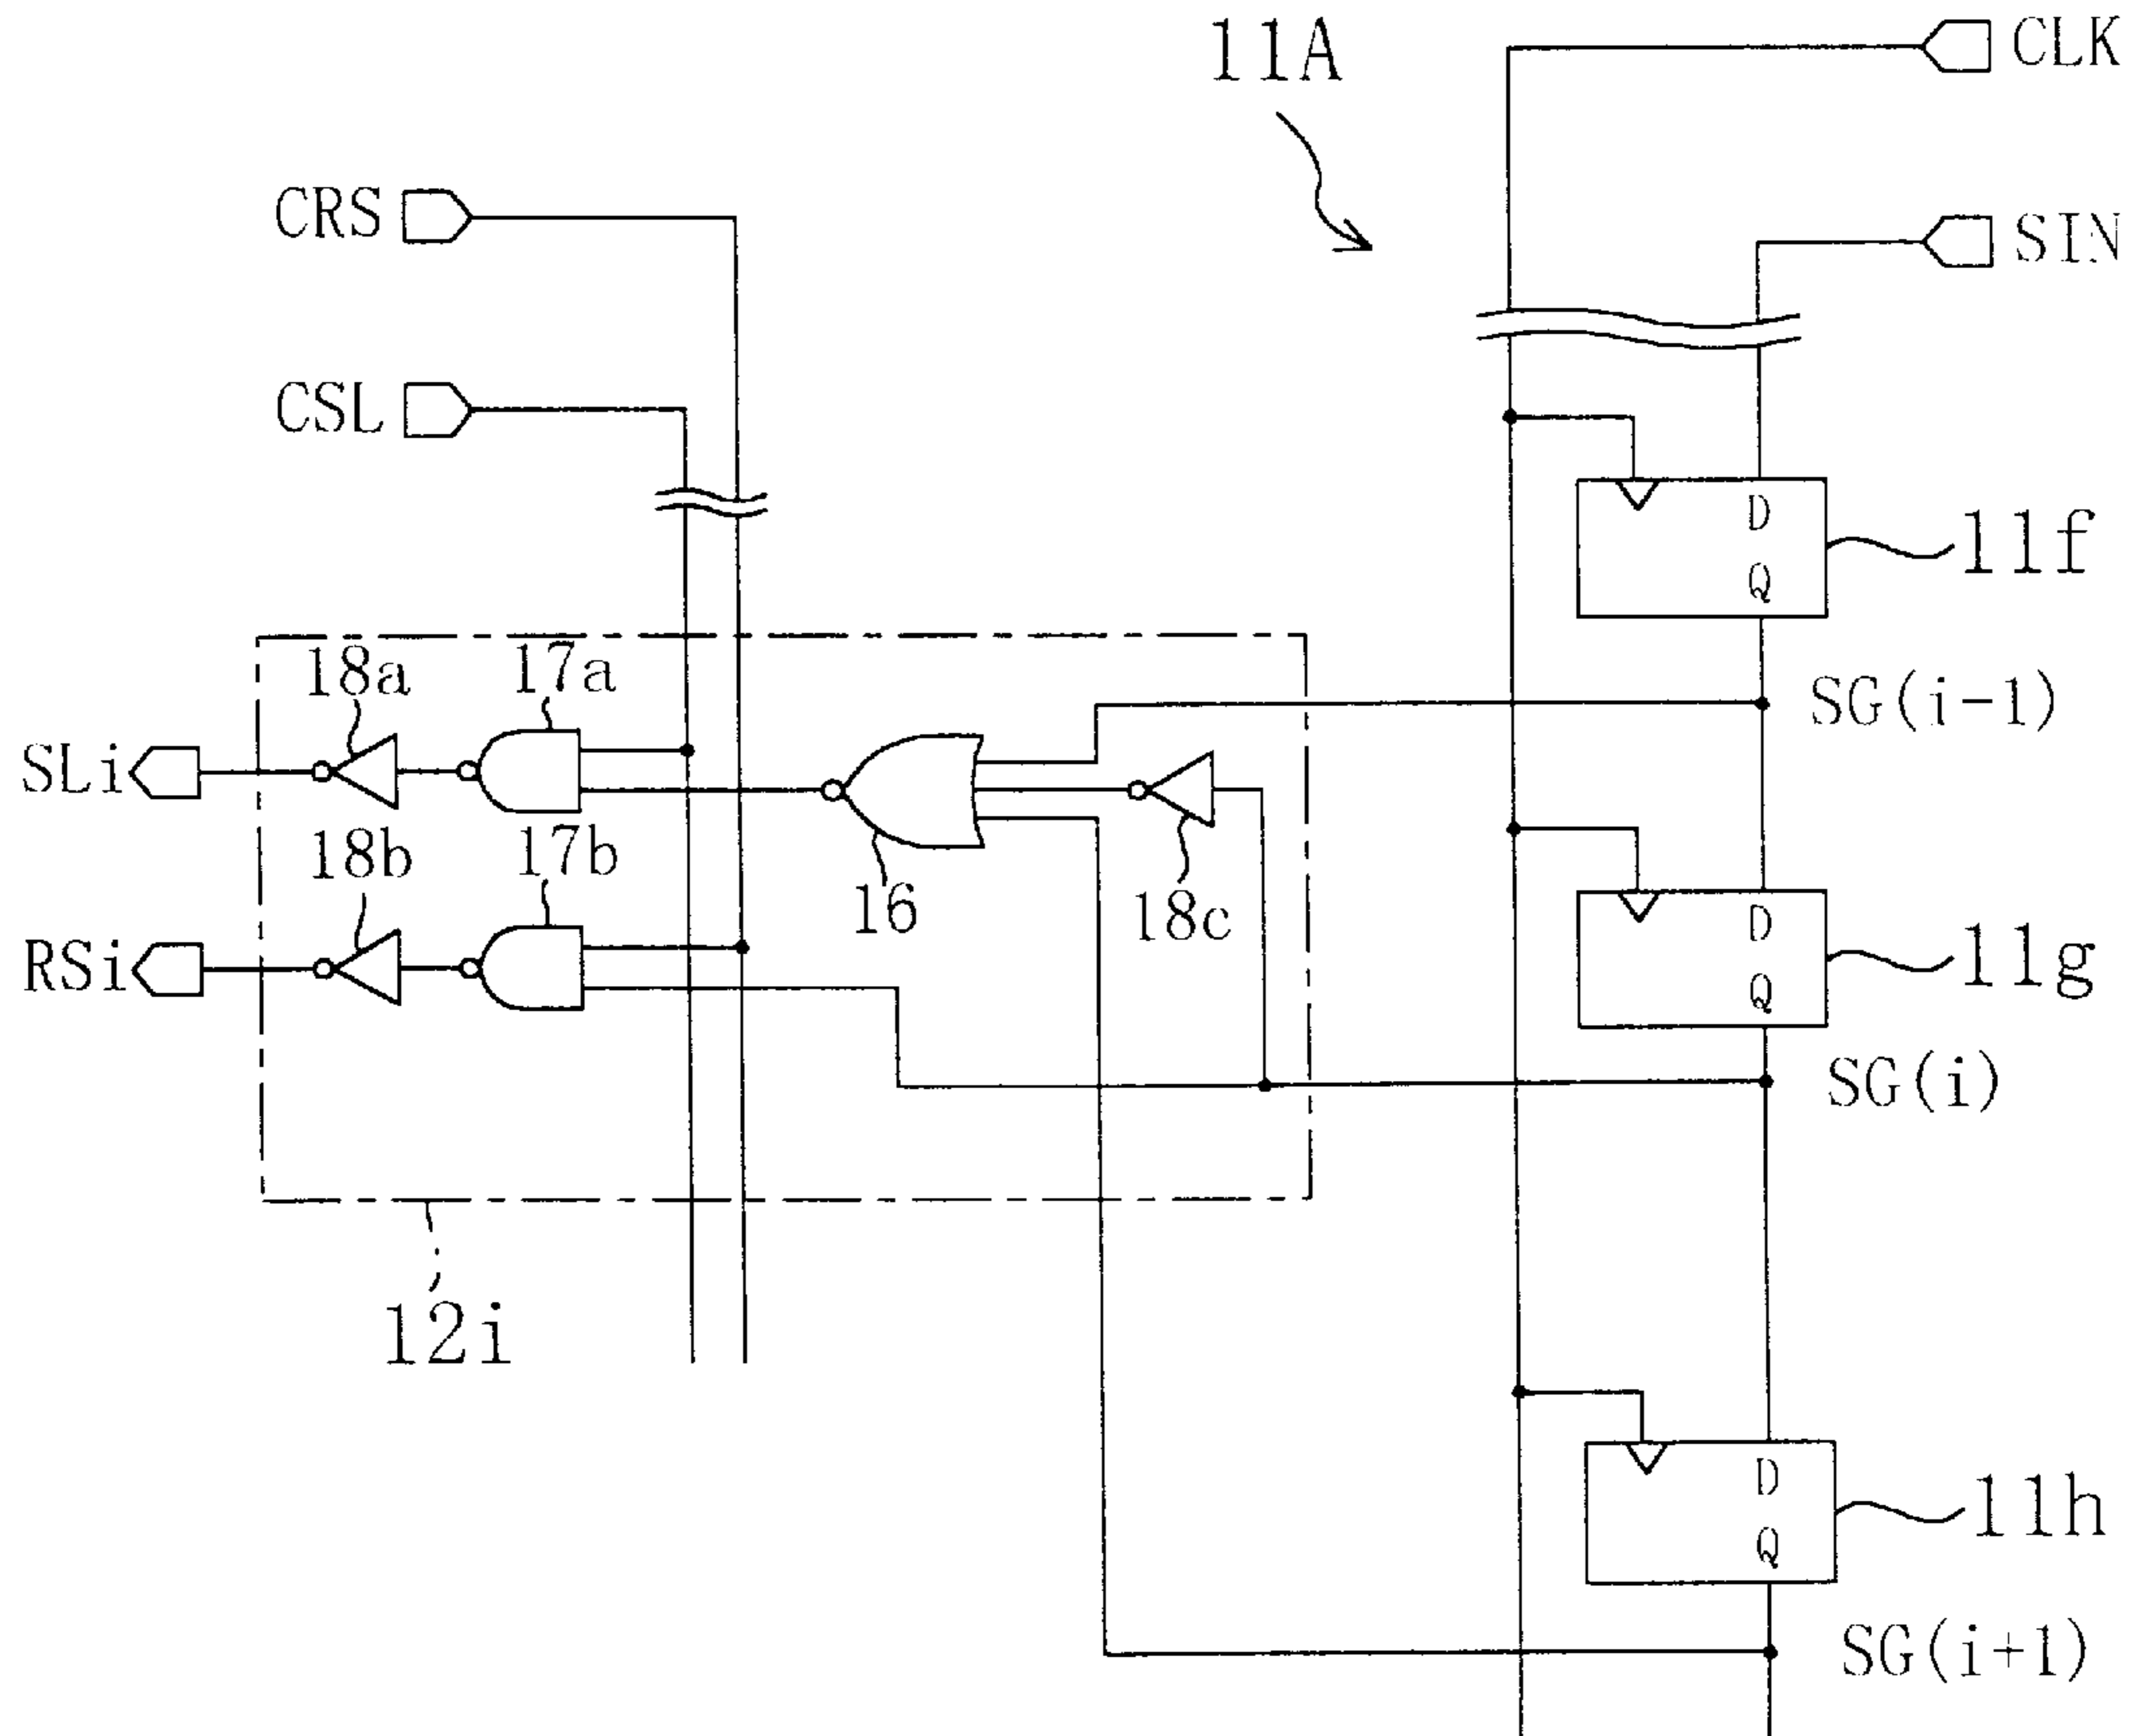 11A
CLK
CRS
SIN
CSL
D
Q
11f
18a
17a
SG(i-1)
SLi
18b
17b
16
18c
D
Q
11g
RSi
SG(i)
12i
D
Q
11h
SG(i+1)